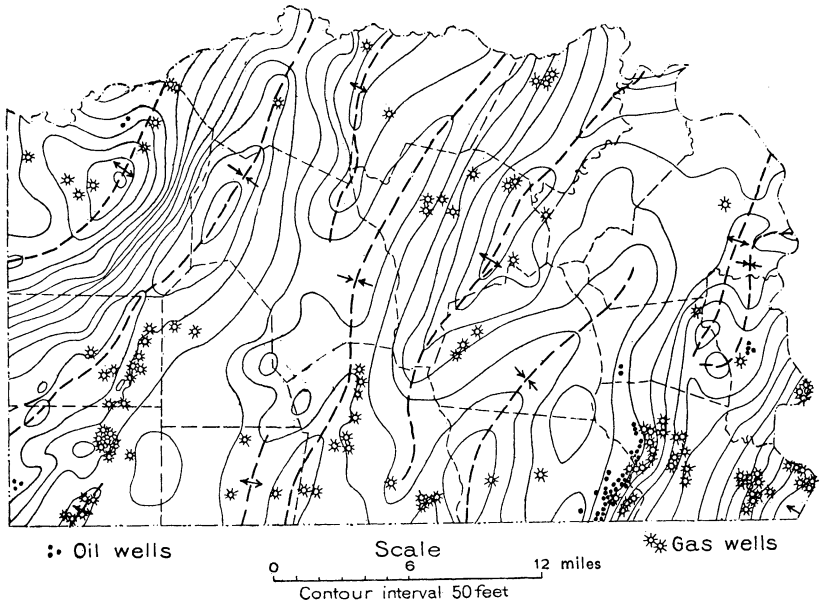 Oil wells
Scale
Gas wells
0 6 12 miles
Contour interval 50 feet